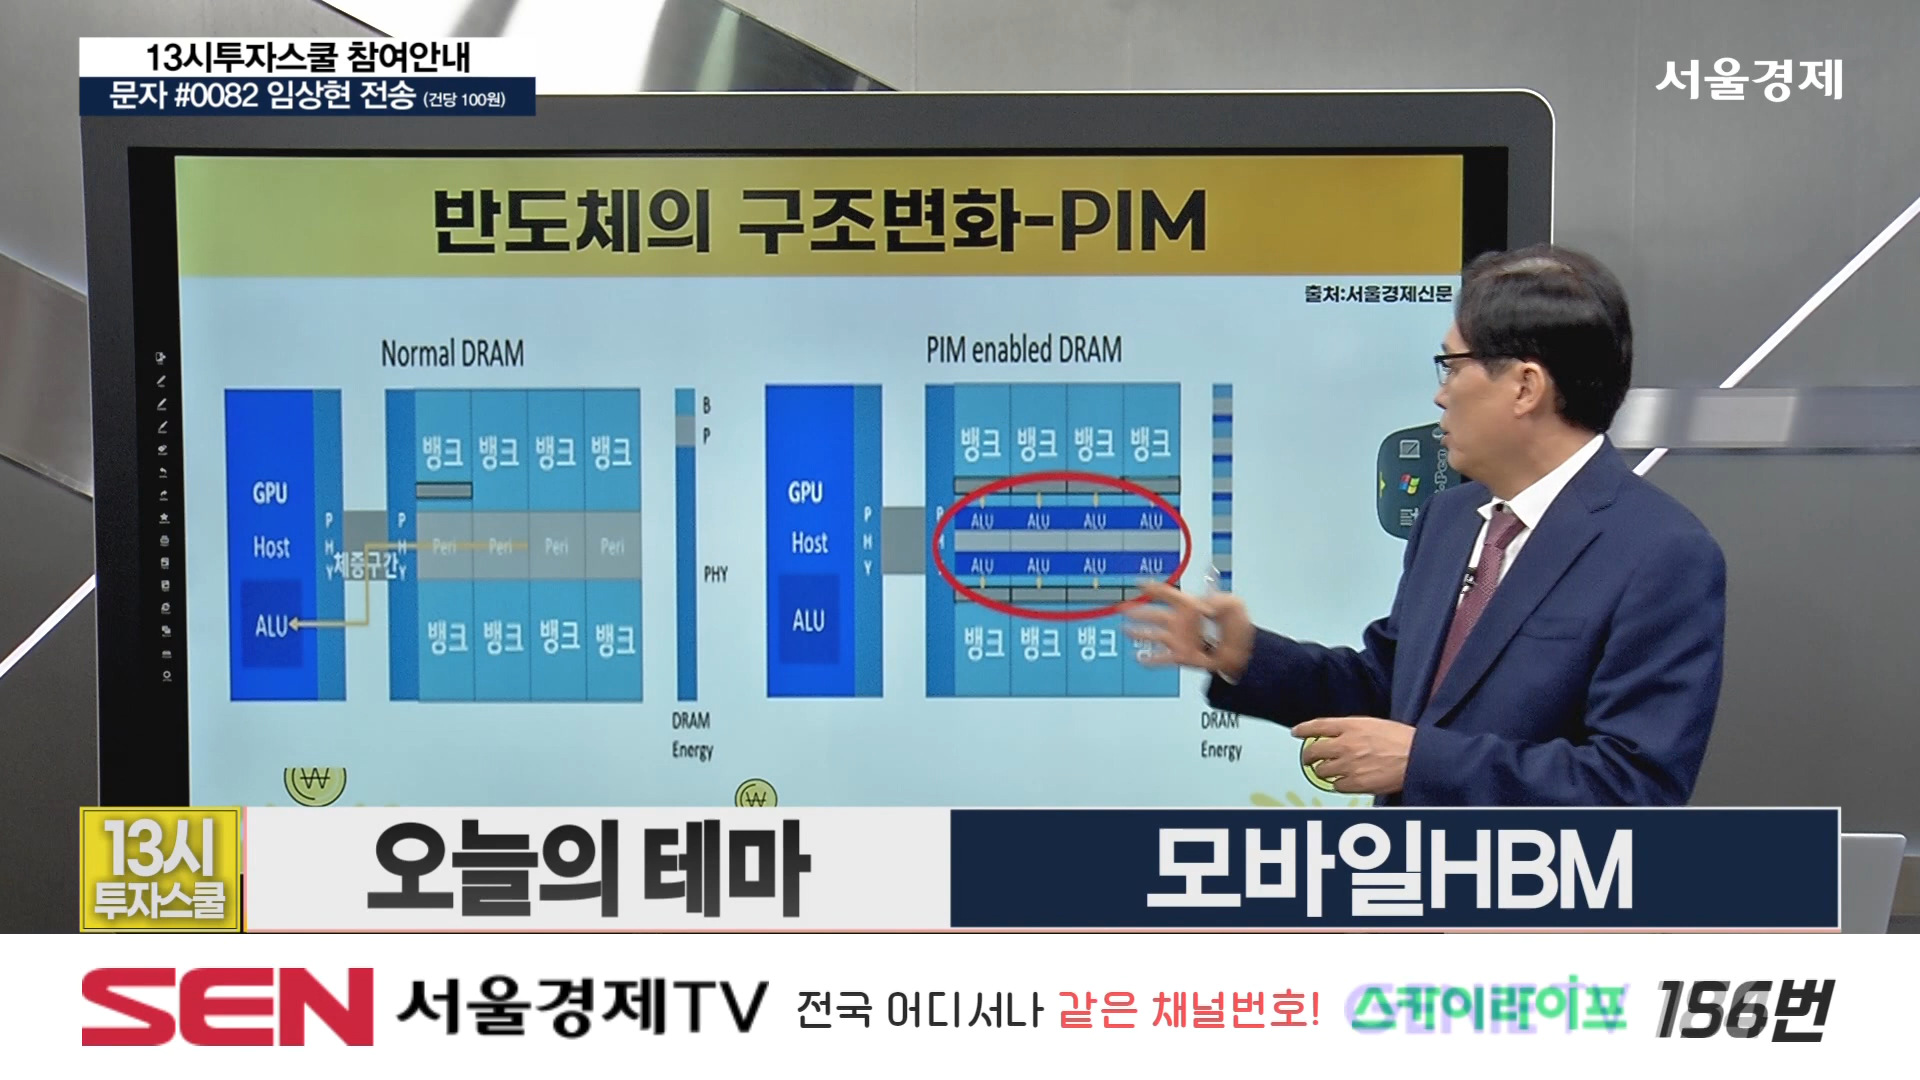 13시투자스쿨 참여안내
문자 #0082 임상현 전송 (건당 100원)
서울경제
반도체의 구조변화-PIM
출처:서울경제신문
Normal DRAM
PIM enabled DRAM
뱅크 뱅크 뱅크 뱅크
B
P
뱅크 뱅크 뱅크 뱅크
GPU
Host
ALU
PHY
체증구간
PHY
Peri Peri Peri Peri
뱅크 뱅크 뱅크 뱅크
PHY
DRAM
Energy
GPU
Host
ALU
PHY
ALU ALU ALU ALU
ALU ALU ALU ALU
뱅크 뱅크 뱅크 뱅크
DRAM
Energy
13시
투자스쿨
오늘의 테마
모바일HBM
SEN 서울경제TV 전국 어디서나 같은 채널번호! 스카이라이프 156번